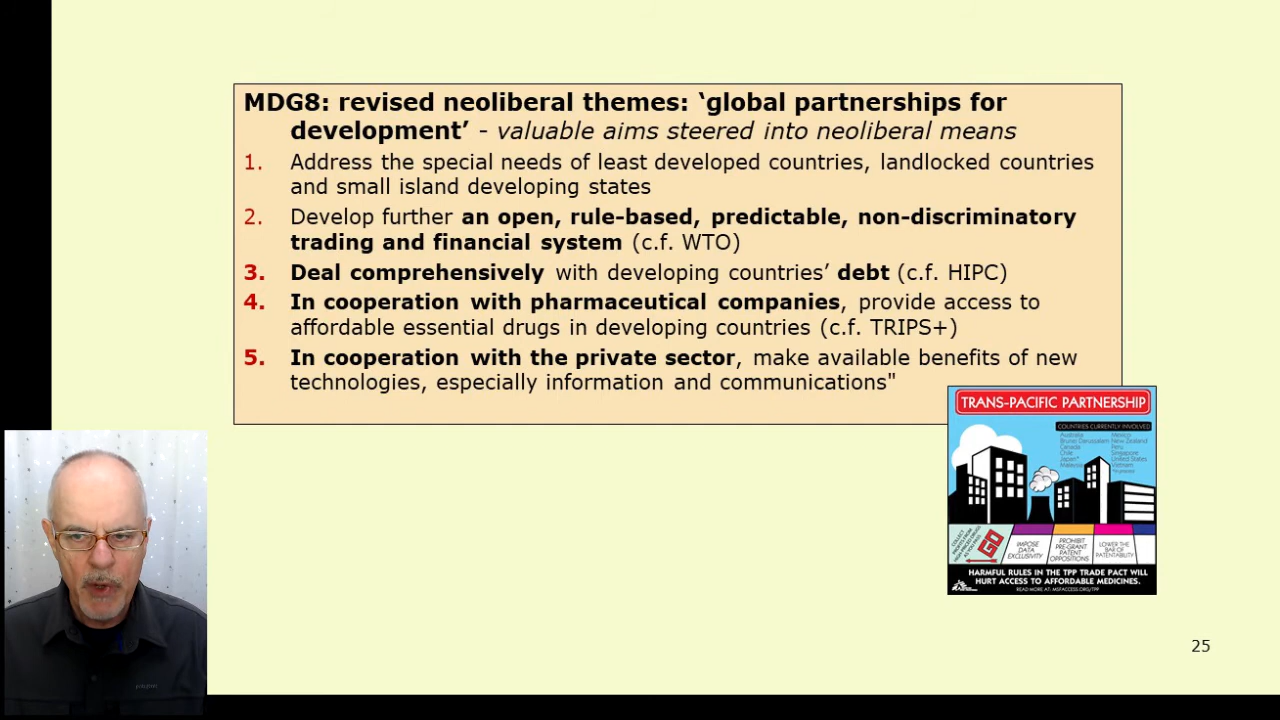 MDG8: revised neoliberal themes: ‘global partnerships for
development’ - valuable aims steered into neoliberal means
1. Address the special needs of least developed countries, landlocked countries
and small island developing states
2. Develop further an open, rule-based, predictable, non-discriminatory
trading and financial system (c.f. WTO)
3. Deal comprehensively with developing countries’ debt (c.f. HIPC)
4. In cooperation with pharmaceutical companies, provide access to
affordable essential drugs in developing countries (c.f. TRIPS+)
5. In cooperation with the private sector, make available benefits of new
technologies, especially information and communications"
TRANS-PACIFIC PARTNERSHIP
COUNTRIES CURRENTLY INVOLVED
Australia Mexico
Brunei Darussalam New Zealand
Canada Peru
Chile Singapore
Japan* United States
Malaysia Vietnam
GO
IMPOSE
DATA
EXCLUSIVITY
PROHIBIT
PRE-GRANT
PATENT
OPPOSITIONS
LOWER THE
BAR OF
PATENTABILITY
HARMFUL RULES IN THE TPP TRADE PACT WILL
HURT ACCESS TO AFFORDABLE MEDICINES.
READ MORE AT: MSFACCESS.ORG/TPP
25